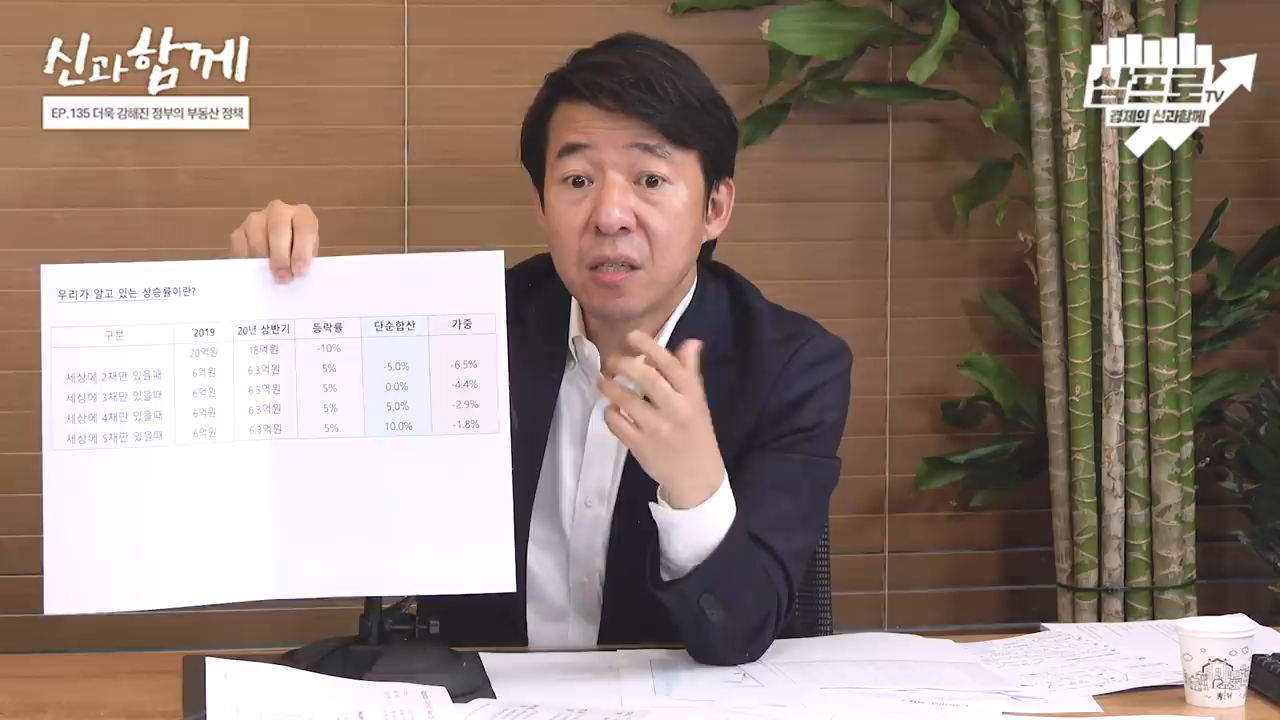 신과함께
EP.135 더욱 강해진 정부의 부동산 정책
삼프로TV
경제의 신과함께
우리가 알고 있는 상승률이란?
구분 2019 20년 상반기 등락률 단순합산 가중
20억원 18억원 -10%
세상에 2채만 있을때 6억원 6.3억원 5% -5.0% -6.5%
세상에 3채만 있을때 6억원 6.3억원 5% 0.0% -4.4%
세상에 4채만 있을때 6억원 6.3억원 5% 5.0% -2.9%
세상에 5채만 있을때 6억원 6.3억원 5% 10.0% -1.8%